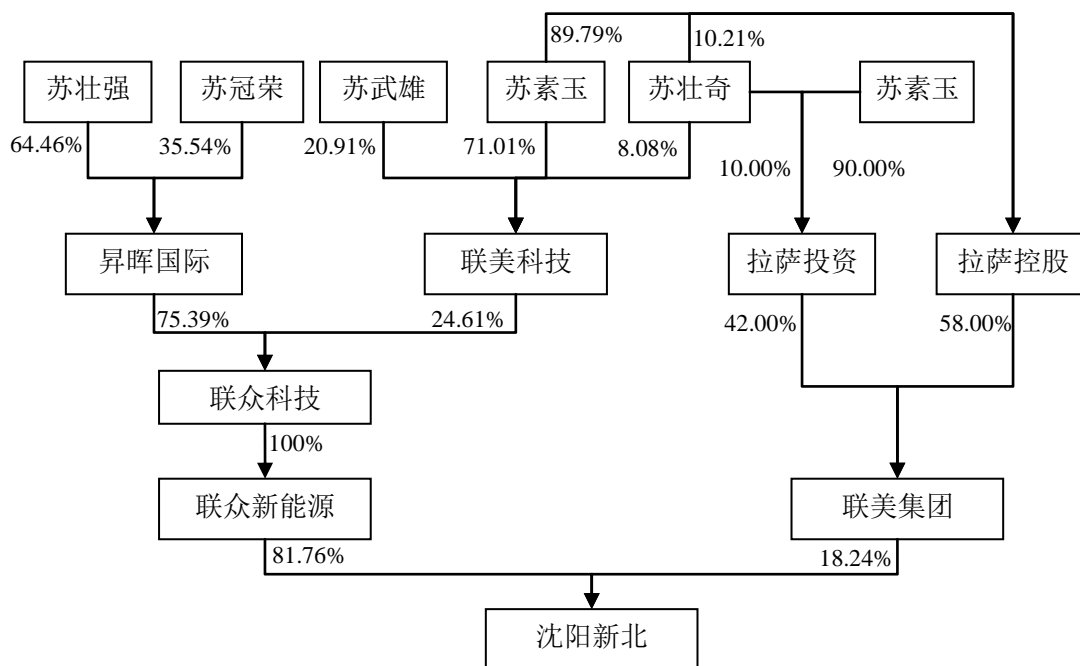 89.79% 10.21%
苏壮强 苏冠荣 苏武雄 苏素玉 苏壮奇 苏素玉
64.46% 35.54% 20.91% 71.01% 8.08%
10.00% 90.00%
昇晖国际 联美科技 拉萨投资 拉萨控股
75.39% 24.61% 42.00% 58.00%
联众科技
100%
联众新能源 联美集团
81.76% 18.24%
沈阳新北